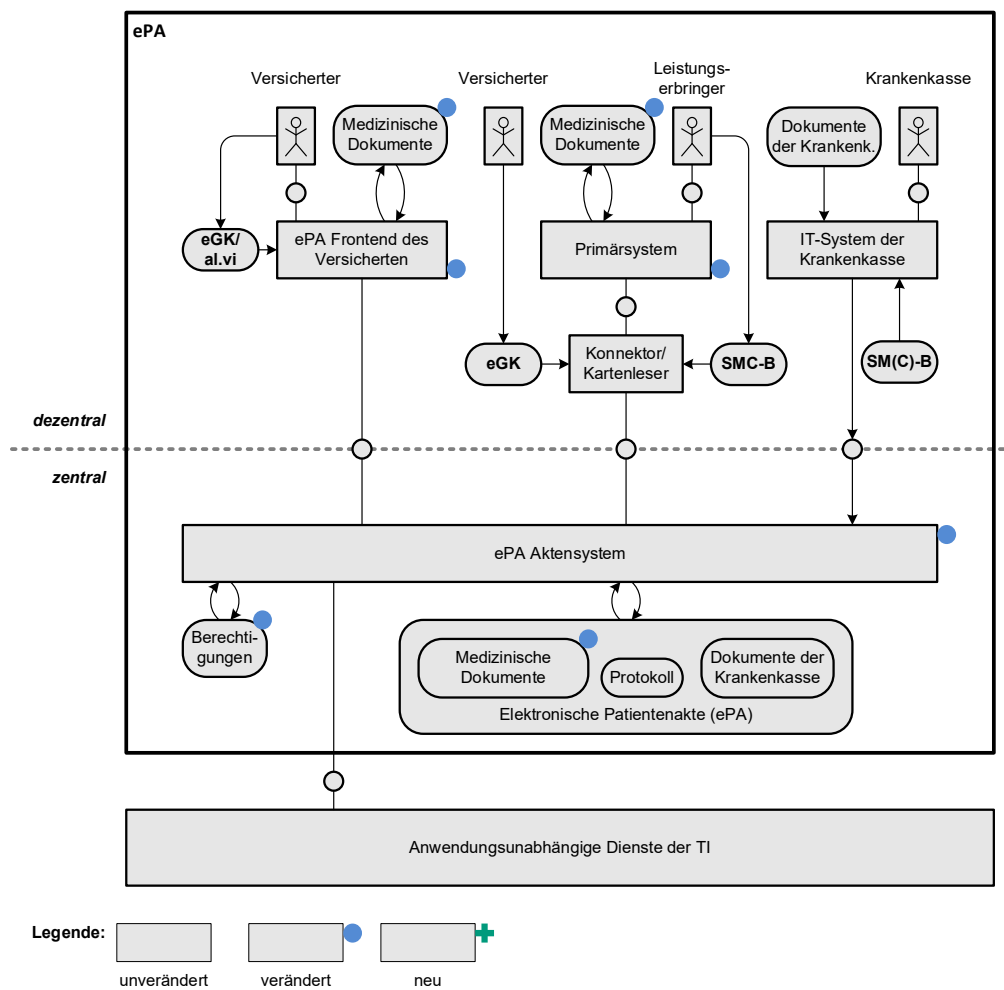 ePA
Versicherter
Versicherter
Leistungs-
erbringer
Krankenkasse
Medizinische
Dokumente
Medizinische
Dokumente
Dokumente
der Krankenk.
eGK/
al.vi
ePA Frontend des
Versicherten
Primärsystem
IT-System der
Krankenkasse
eGK
Konnektor/
Kartenleser
SMC-B
SM(C)-B
dezentral
zentral
ePA Aktensystem
Berechti-
gungen
Medizinische
Dokumente
Protokoll
Dokumente der
Krankenkasse
Elektronische Patientenakte (ePA)
Anwendungsunabhängige Dienste der TI
Legende:
unverändert
verändert
neu